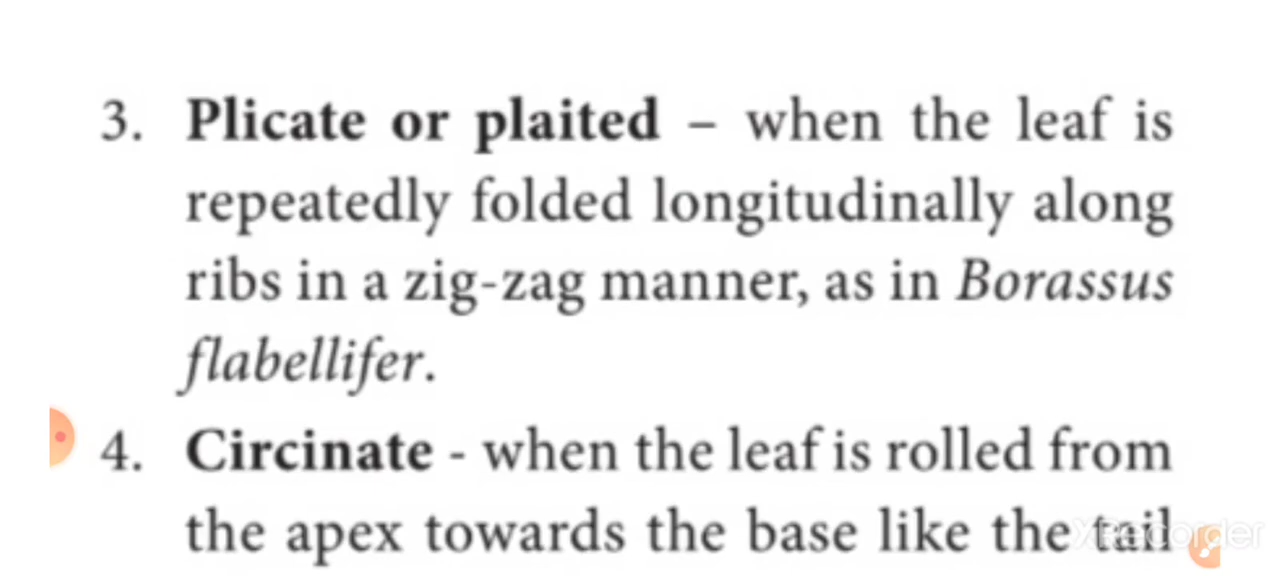 3. Plicate or plaited – when the leaf is
repeatedly folded longitudinally along
ribs in a zig-zag manner, as in Borassus
flabellifer.
4. Circinate - when the leaf is rolled from
the apex towards the base like the tail
XRecorder